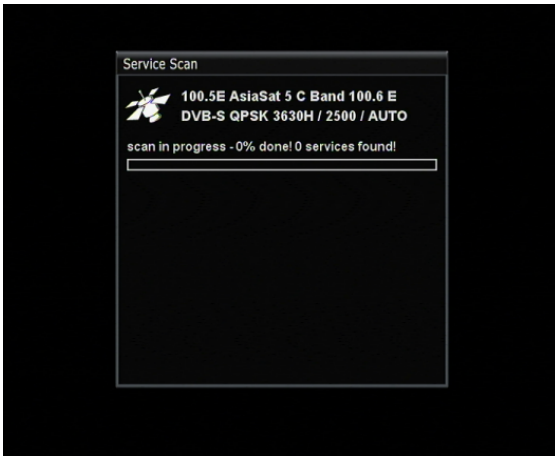 Service Scan
100.5E AsiaSat 5 C Band 100.6 E
DVB-S QPSK 3630H / 2500 / AUTO
scan in progress - 0% done! 0 services found!